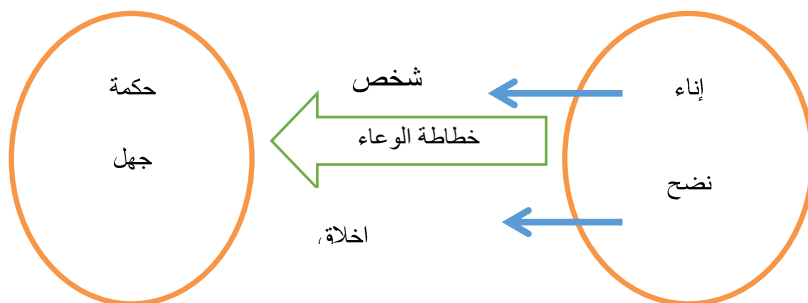 إناء
نضح
شخص
خطاطة الوعاء
اخلاق
حكمة
جهل